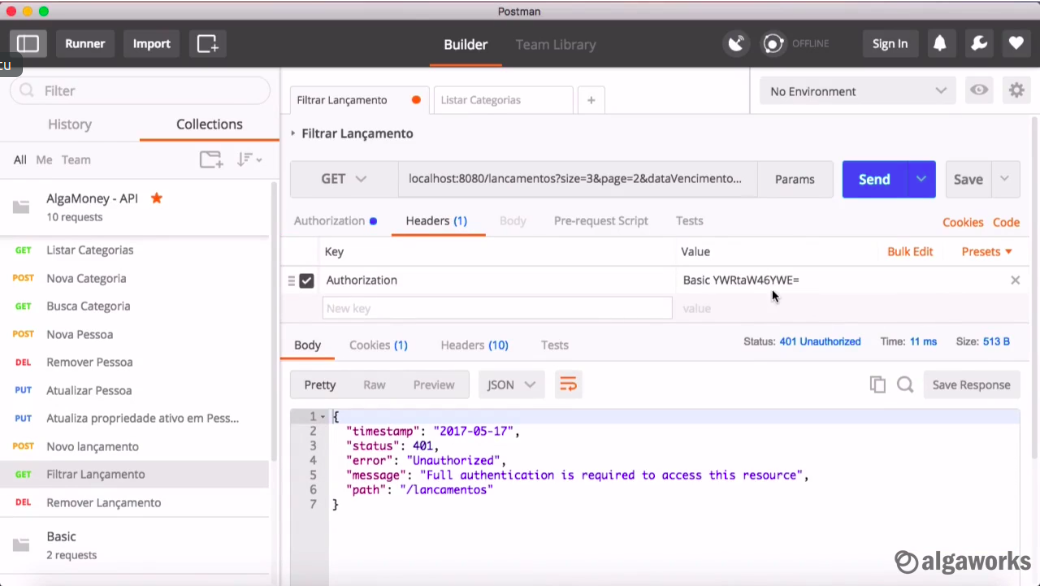 Postman
Runner
Import
Builder
Team Library
OFFLINE
Sign In
Filter
History
Collections
All
Me
Team
AlgaMoney - API
10 requests
GET Listar Categorias
POST Nova Categoria
GET Busca Categoria
POST Nova Pessoa
DEL Remover Pessoa
PUT Atualizar Pessoa
PUT Atualiza propriedade ativo em Pess...
POST Novo lançamento
GET Filtrar Lançamento
DEL Remover Lançamento
Basic
2 requests
Filtrar Lançamento
Listar Categorias
+
No Environment
Filtrar Lançamento
GET
localhost:8080/lancamentos?size=3&page=2&dataVencimento...
Params
Send
Save
Authorization
Headers (1)
Body
Pre-request Script
Tests
Cookies
Code
Key
Value
Bulk Edit
Presets
Authorization
Basic YWRtaW46YWE=
New key
value
Body
Cookies (1)
Headers (10)
Tests
Status: 401 Unauthorized
Time: 11 ms
Size: 513 B
Pretty
Raw
Preview
JSON
Save Response
1 {
2 "timestamp": "2017-05-17",
3 "status": 401,
4 "error": "Unauthorized",
5 "message": "Full authentication is required to access this resource",
6 "path": "/lancamentos"
7 }
algaworks